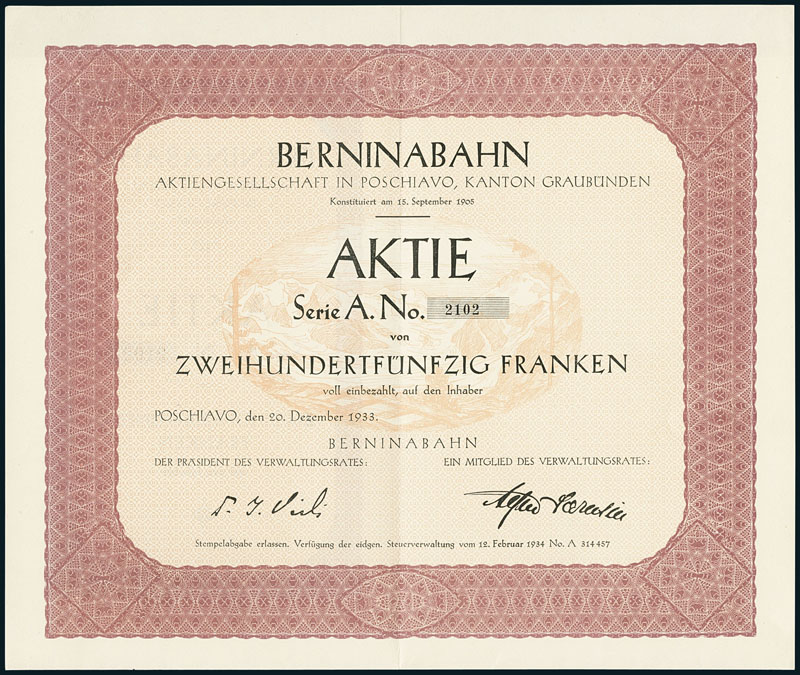 BERNINABAHN
AKTIENGESELLSCHAFT IN POSCHIAVO, KANTON GRAUBÜNDEN
Konstituiert am 15. September 1905
AKTIE
Serie A. No. 2102
von
ZWEIHUNDERTFÜNFZIG FRANKEN
voll einbezahlt, auf den Inhaber
POSCHIAVO, den 20. Dezember 1933.
BERNINABAHN
DER PRÄSIDENT DES VERWALTUNGSRATES: EIN MITGLIED DES VERWALTUNGSRATES:
Stempelabgabe erlassen. Verfügung der eidgen. Steuerverwaltung vom 12. Februar 1934 No. A 314457